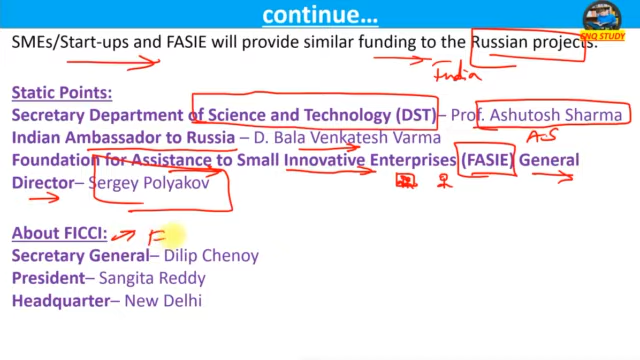 continue…
GNQ STUDY
SMEs/Start-ups and FASIE will provide similar funding to the Russian projects.
India
Static Points:
Secretary Department of Science and Technology (DST) – Prof. Ashutosh Sharma
AS
Indian Ambassador to Russia – D. Bala Venkatesh Varma
Foundation for Assistance to Small Innovative Enterprises (FASIE) General
Director– Sergey Polyakov
About FICCI:
F
Secretary General– Dilip Chenoy
President– Sangita Reddy
Headquarter– New Delhi